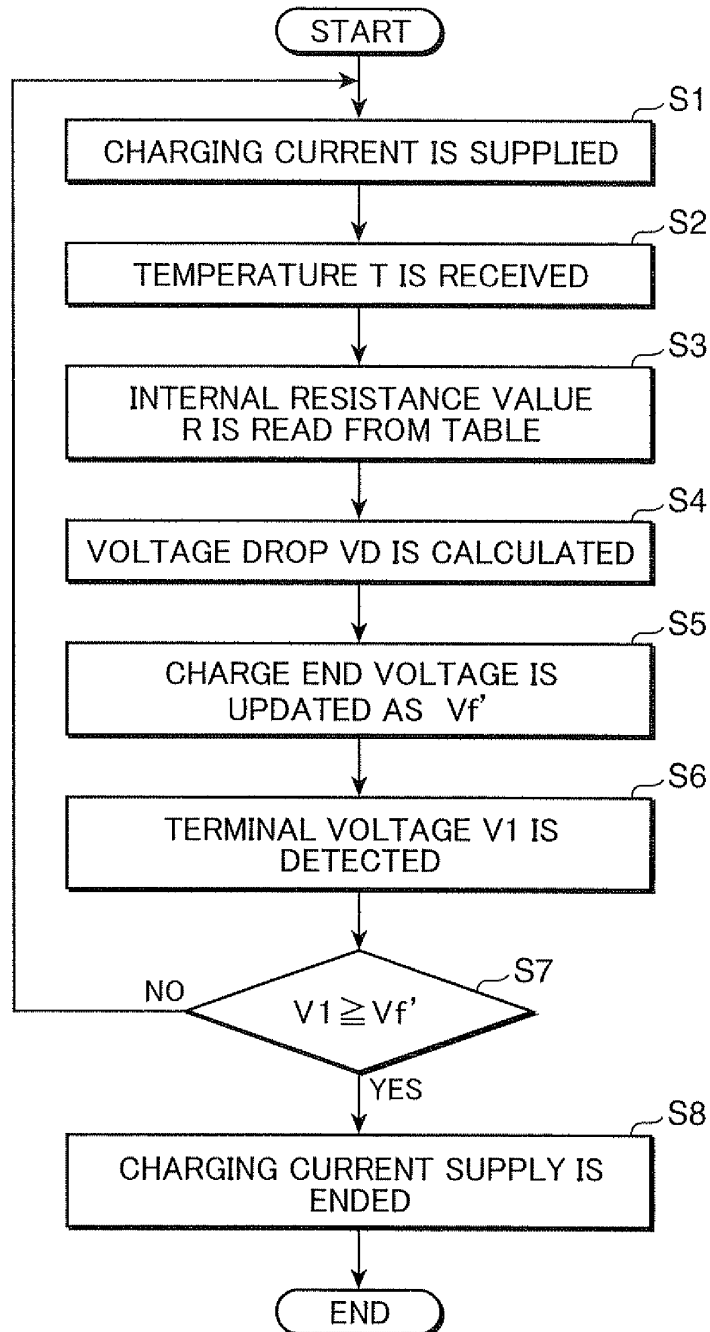 START
S1
CHARGING CURRENT IS SUPPLIED
S2
TEMPERATURE T IS RECEIVED
S3
INTERNAL RESISTANCE VALUE
R IS READ FROM TABLE
S4
VOLTAGE DROP VD IS CALCULATED
S5
CHARGE END VOLTAGE IS
UPDATED AS Vf'
S6
TERMINAL VOLTAGE V1 IS
DETECTED
S7
NO
V1≧Vf'
YES
S8
CHARGING CURRENT SUPPLY IS
ENDED
END